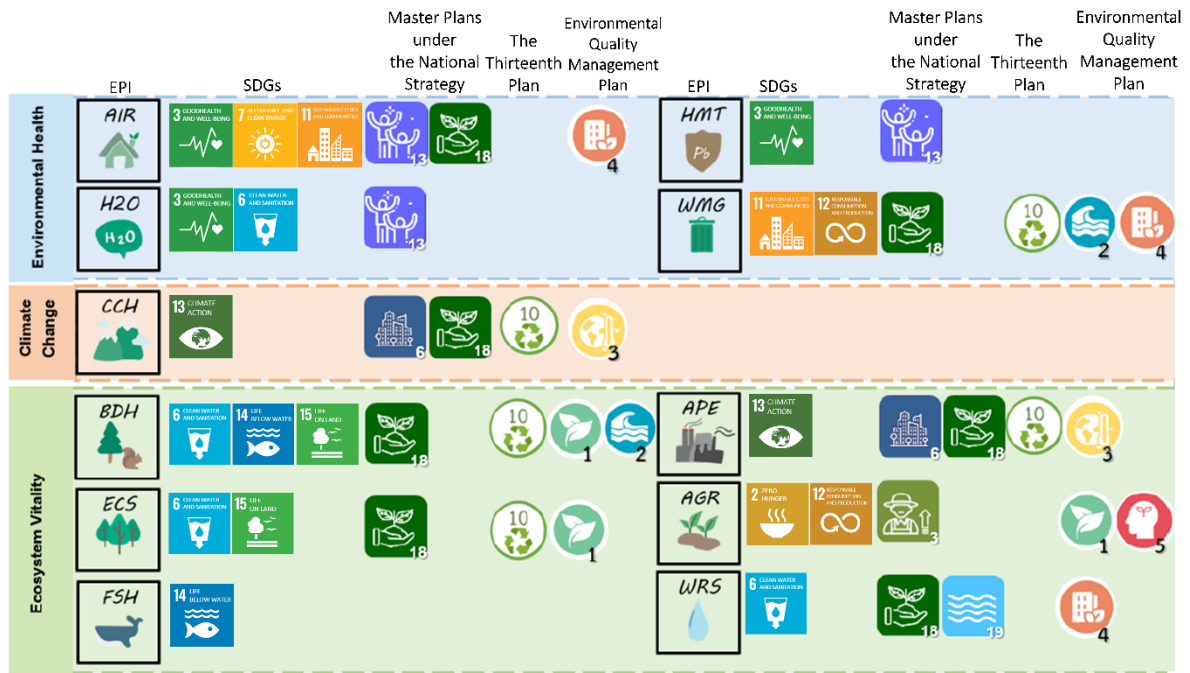 Master Plans
under
the National
Strategy
The
Thirteenth
Plan
Environmental
Quality
Management
Plan
Master Plans
under
the National
Strategy
The
Thirteenth
Plan
Environmental
Quality
Management
Plan
EPI
SDGs
EPI
SDGs
Environmental Health
AIR
3 GOODHEALTH
AND WELL-BEING
7 AFFORDABLE AND
CLEAN ENERGY
11 SUSTAINABLE CITIES
AND COMMUNITIES
13
18
4
HMT
Pb
3 GOODHEALTH
AND WELL-BEING
13
H2O
H2O
3 GOODHEALTH
AND WELL-BEING
6 CLEAN WATER
AND SANITATION
13
WMG
11 SUSTAINABLE CITIES
AND COMMUNITIES
12 RESPONSIBLE
CONSUMPTION
AND PRODUCTION
18
10
2
4
Climate
Change
CCH
13 CLIMATE
ACTION
6
18
10
3
Ecosystem Vitality
BDH
6 CLEAN WATER
AND SANITATION
14 LIFE
BELOW WATER
15 LIFE
ON LAND
18
10
1
2
APE
13 CLIMATE
ACTION
6
18
10
3
ECS
6 CLEAN WATER
AND SANITATION
15 LIFE
ON LAND
18
10
1
AGR
2 ZERO
HUNGER
12 RESPONSIBLE
CONSUMPTION
AND PRODUCTION
3
1
5
FSH
14 LIFE
BELOW WATER
WRS
6 CLEAN WATER
AND SANITATION
18
19
4